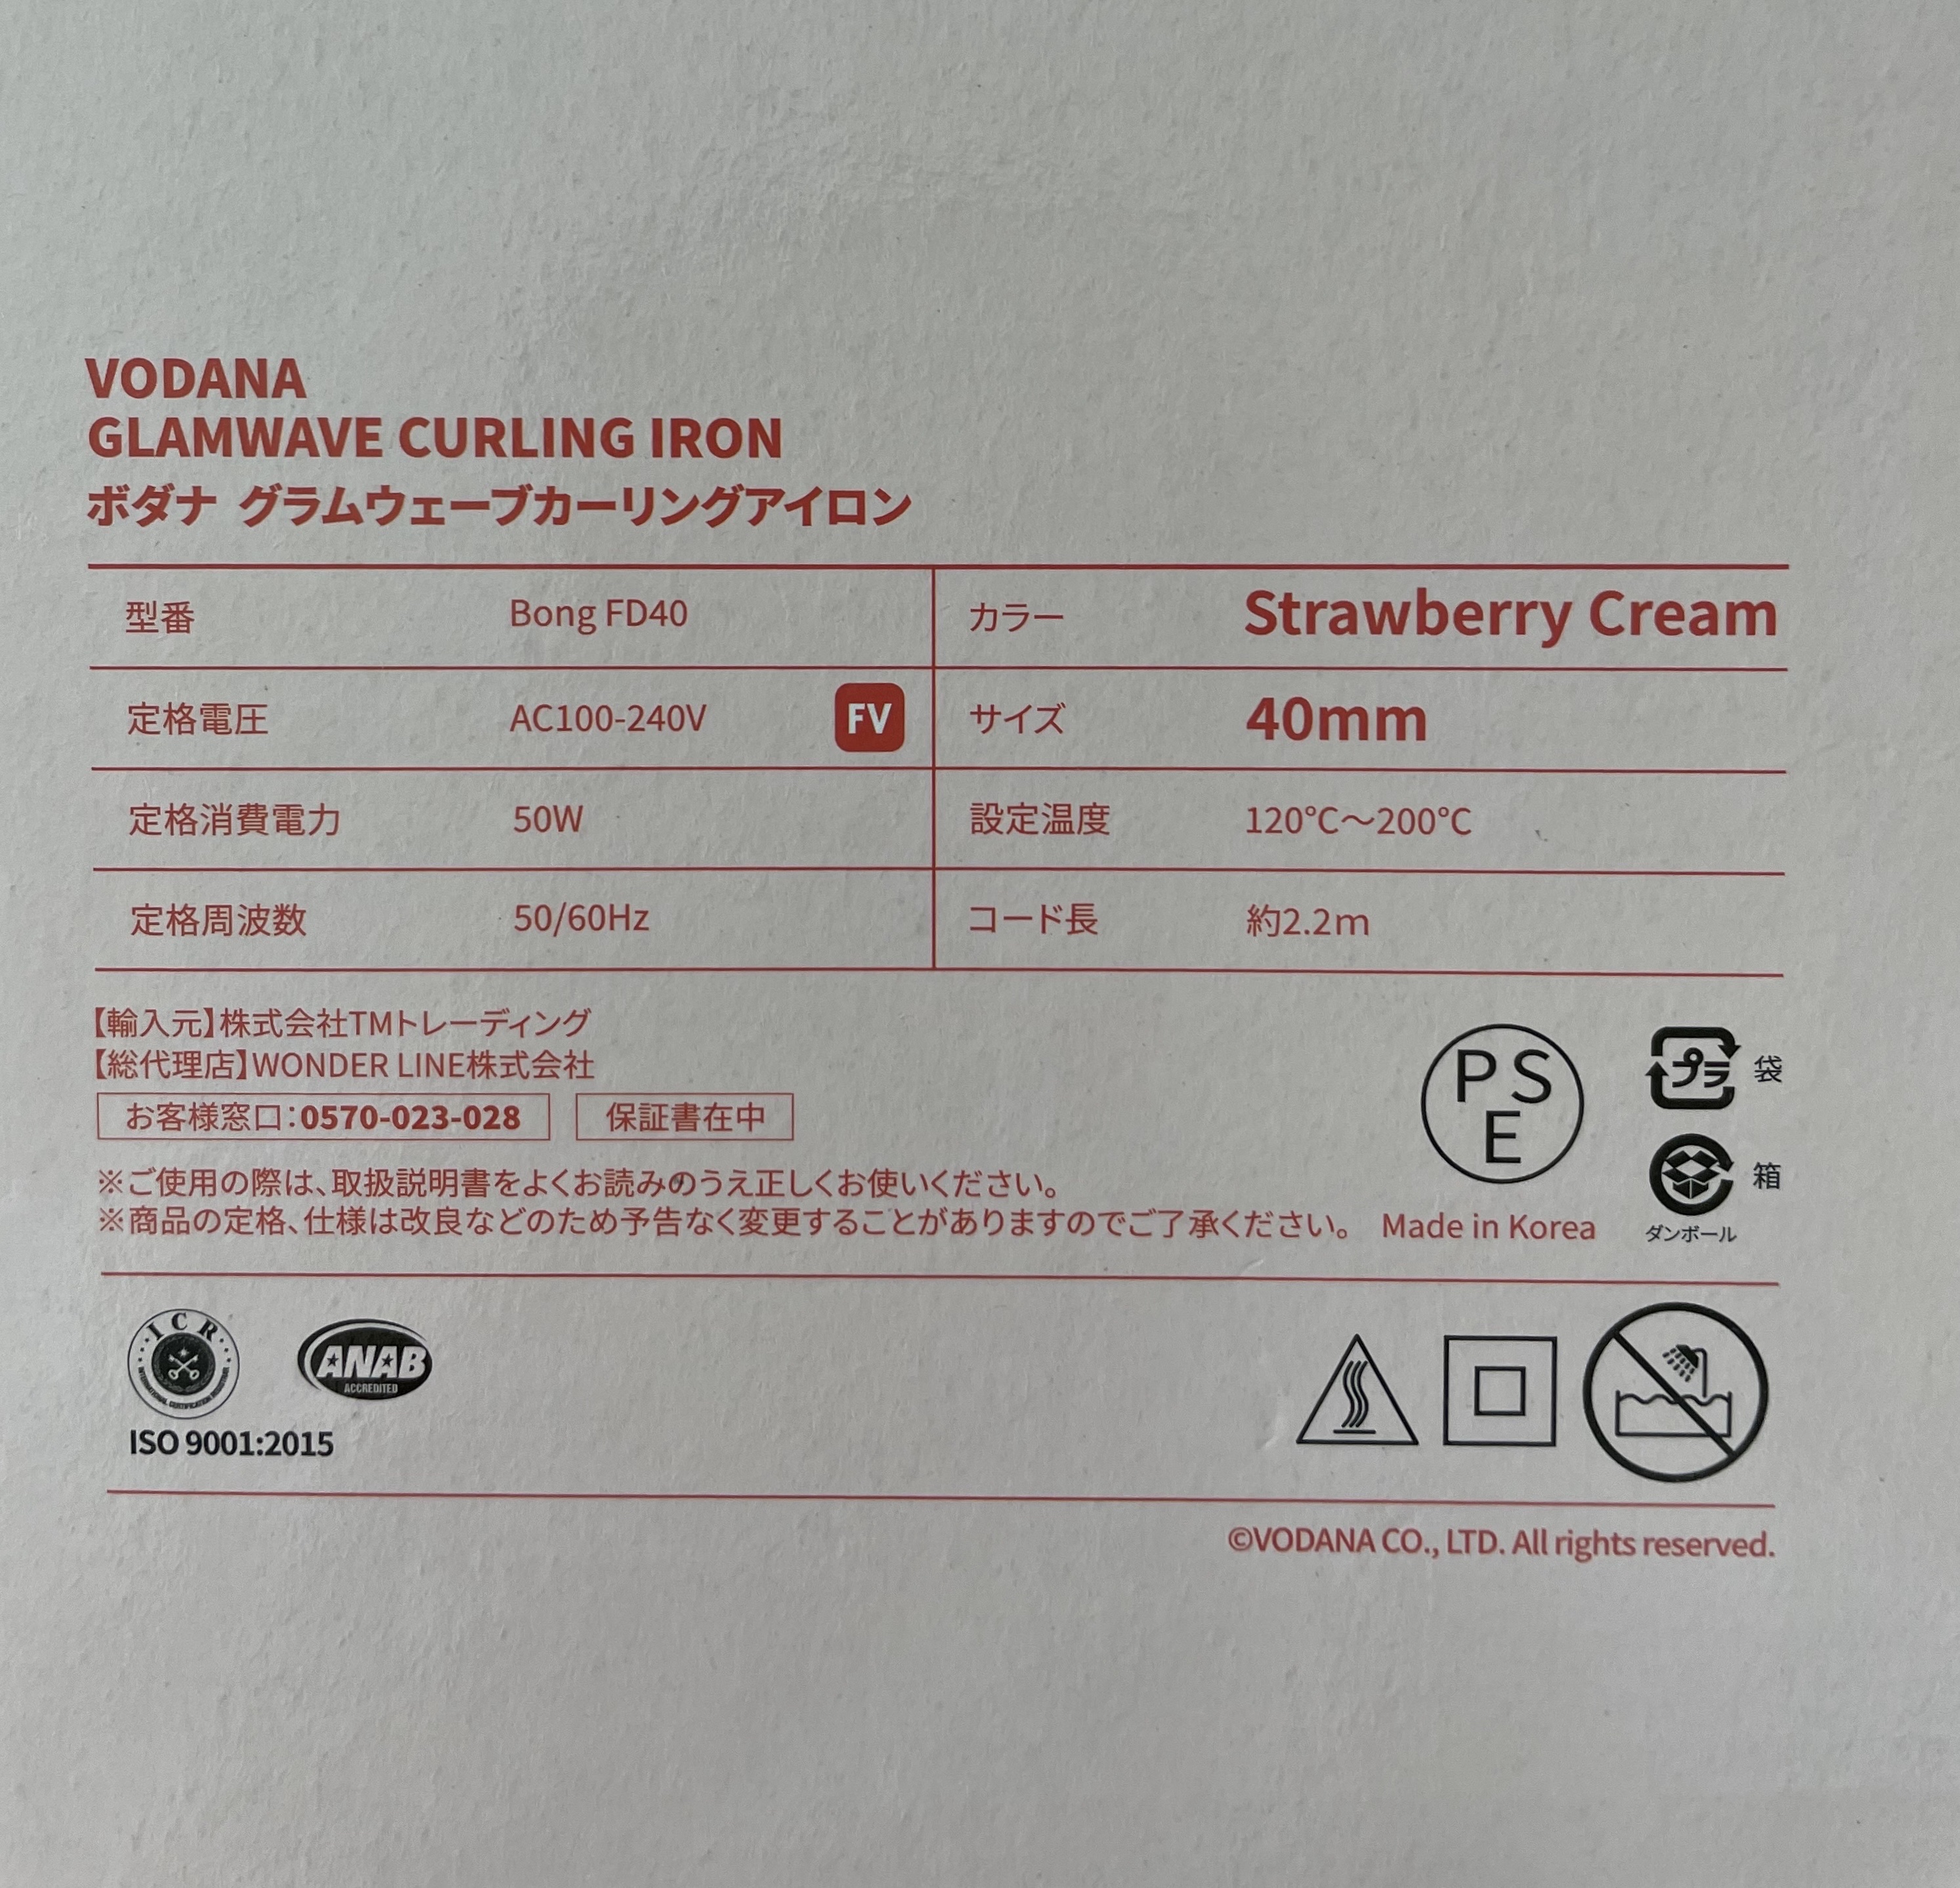 VODANA
GLAMWAVE CURLING IRON
ボダナ グラムウェーブカーリングアイロン
型番 Bong FD40 カラー Strawberry Cream
定格電圧 AC100-240V FV サイズ 40mm
定格消費電力 50W 設定温度 120℃〜200℃
定格周波数 50/60Hz コード長 約2.2m
【輸入元】株式会社TMトレーディング
【総代理店】WONDER LINE株式会社
お客様窓口：0570-023-028 保証書在中
PS
E
プラ 袋
箱
ダンボール
※ご使用の際は、取扱説明書をよくお読みのうえ正しくお使いください。
※商品の定格、仕様は改良などのため予告なく変更することがありますのでご了承ください。 Made in Korea
ICR
ANAB
ACCREDITED
ISO 9001:2015
©VODANA CO., LTD. All rights reserved.